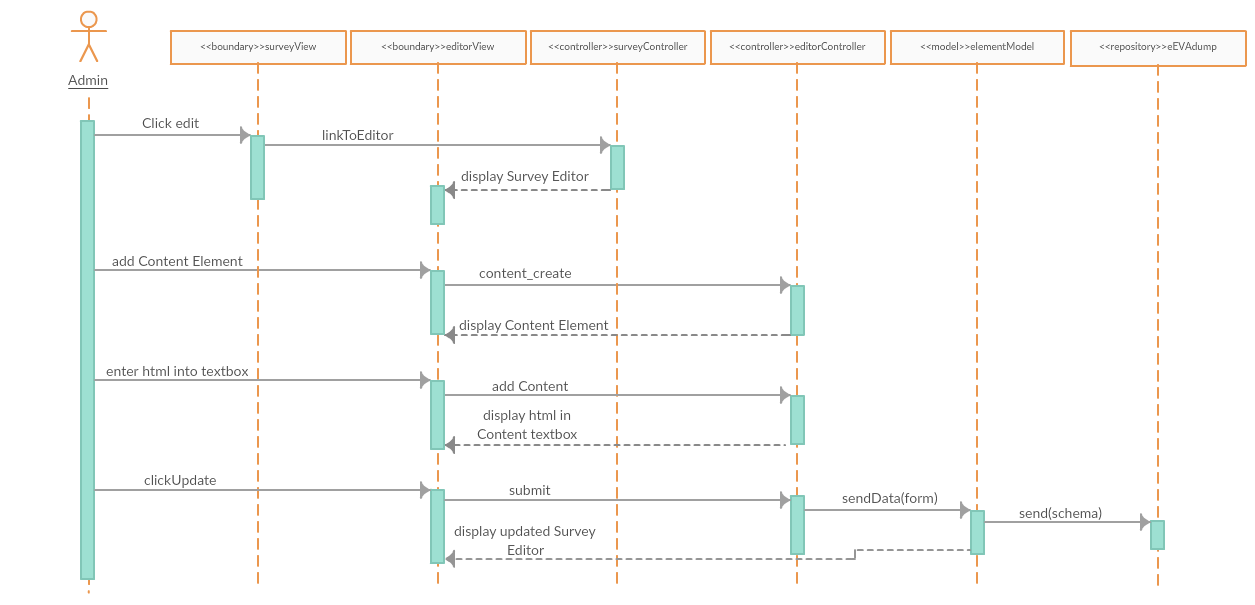 Admin
<<boundary>>surveyView
<<boundary>>editorView
<<controller>>surveyController
<<controller>>editorController
<<model>>elementModel
<<repository>>eEVAdump
Click edit
linkToEditor
display Survey Editor
add Content Element
content_create
display Content Element
enter html into textbox
add Content
display html in
Content textbox
clickUpdate
submit
sendData(form)
send(schema)
display updated Survey
Editor